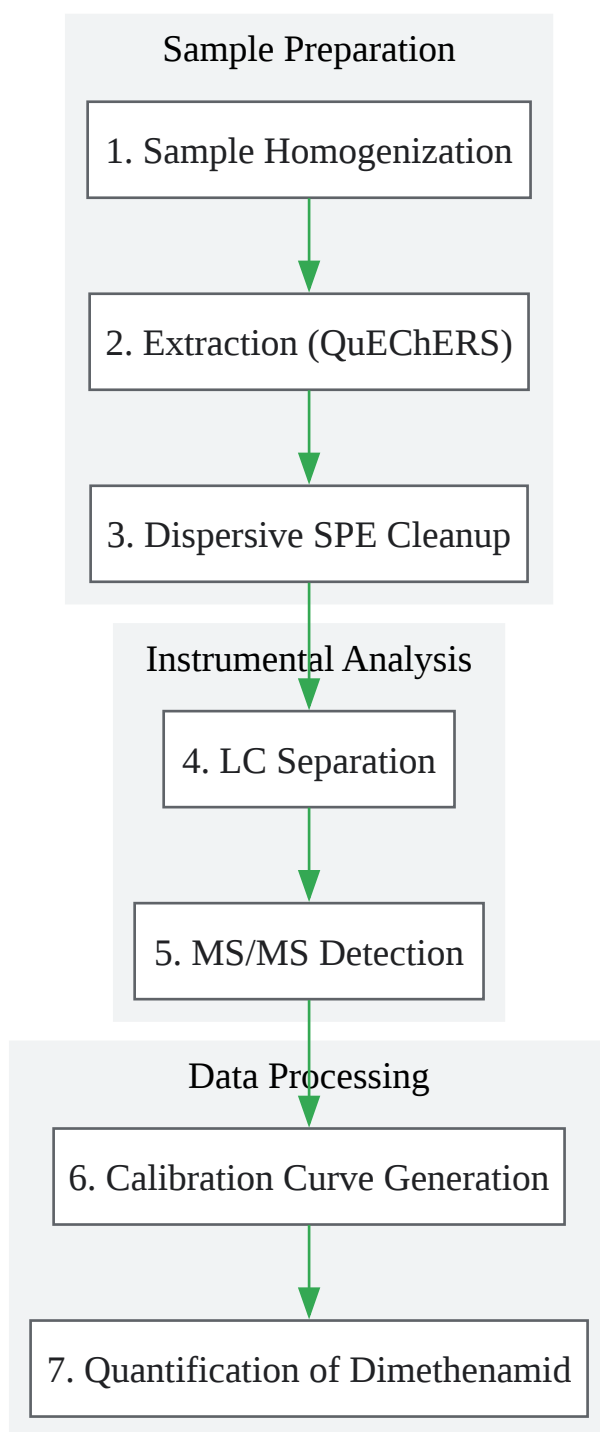 Sample Preparation
1. Sample Homogenization
2. Extraction (QuEChERS)
3. Dispersive SPE Cleanup
Instrumental Analysis
4. LC Separation
5. MS/MS Detection
Data Processing
6. Calibration Curve Generation
7. Quantification of Dimethenamid